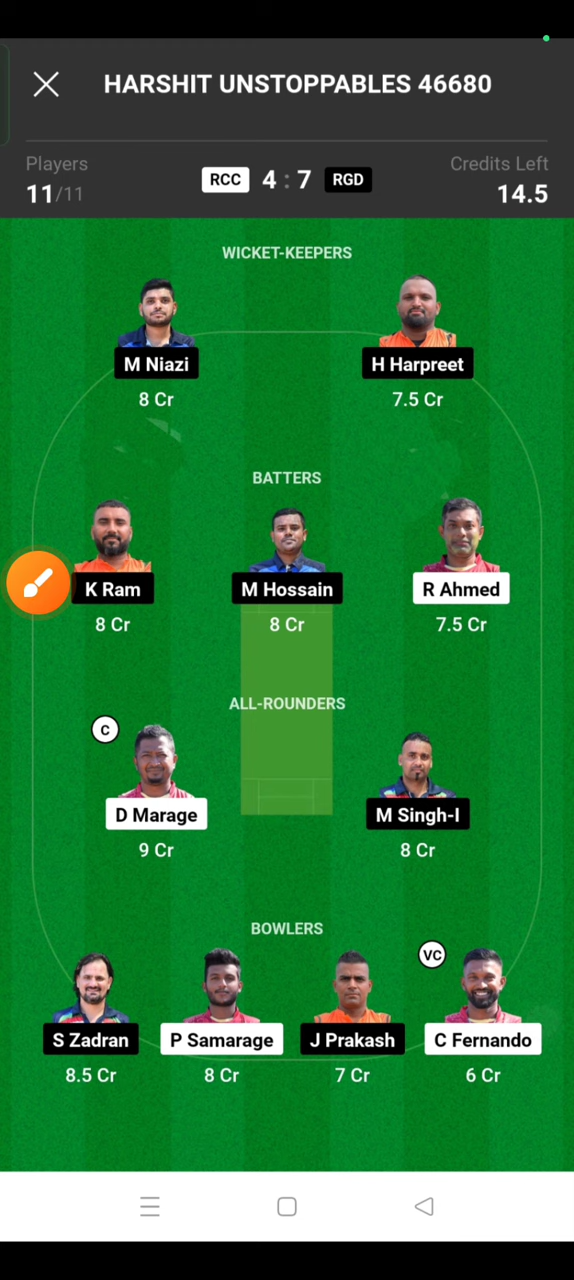 HARSHIT UNSTOPPABLES 46680
Players
11/11
RCC 4 : 7 RGD
Credits Left
14.5
WICKET-KEEPERS
M Niazi
8 Cr
H Harpreet
7.5 Cr
BATTERS
K Ram
8 Cr
M Hossain
8 Cr
R Ahmed
7.5 Cr
ALL-ROUNDERS
C
D Marage
9 Cr
M Singh-I
8 Cr
BOWLERS
VC
S Zadran
8.5 Cr
P Samarage
8 Cr
J Prakash
7 Cr
C Fernando
6 Cr